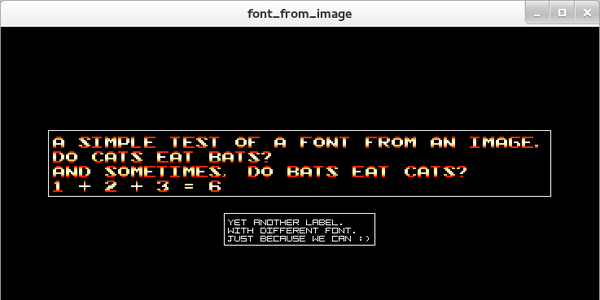 font_from_image
A SIMPLE TEST OF A FONT FROM AN IMAGE.
DO CATS EAT BATS?
AND SOMETIMES, DO BATS EAT CATS?
1 + 2 + 3 = 6
YET ANOTHER LABEL.
WITH DIFFERENT FONT.
JUST BECAUSE WE CAN :)